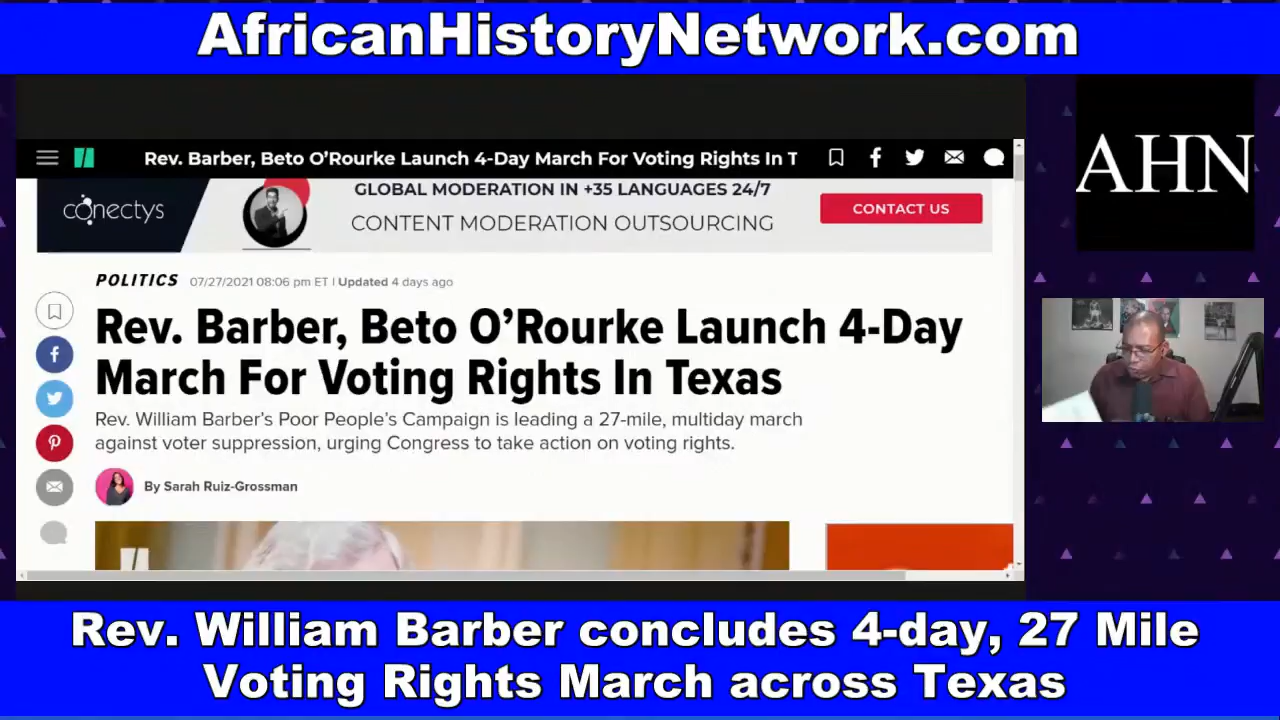 AfricanHistoryNetwork.com
Rev. Barber, Beto O'Rourke Launch 4-Day March For Voting Rights In T
AHN
conectys
GLOBAL MODERATION IN +35 LANGUAGES 24/7
CONTENT MODERATION OUTSOURCING
CONTACT US
POLITICS 07/27/2021 08:06 pm ET | Updated 4 days ago
Rev. Barber, Beto O'Rourke Launch 4-Day
March For Voting Rights In Texas
Rev. William Barber's Poor People's Campaign is leading a 27-mile, multiday march
against voter suppression, urging Congress to take action on voting rights.
By Sarah Ruiz-Grossman
Rev. William Barber concludes 4-day, 27 Mile
Voting Rights March across Texas